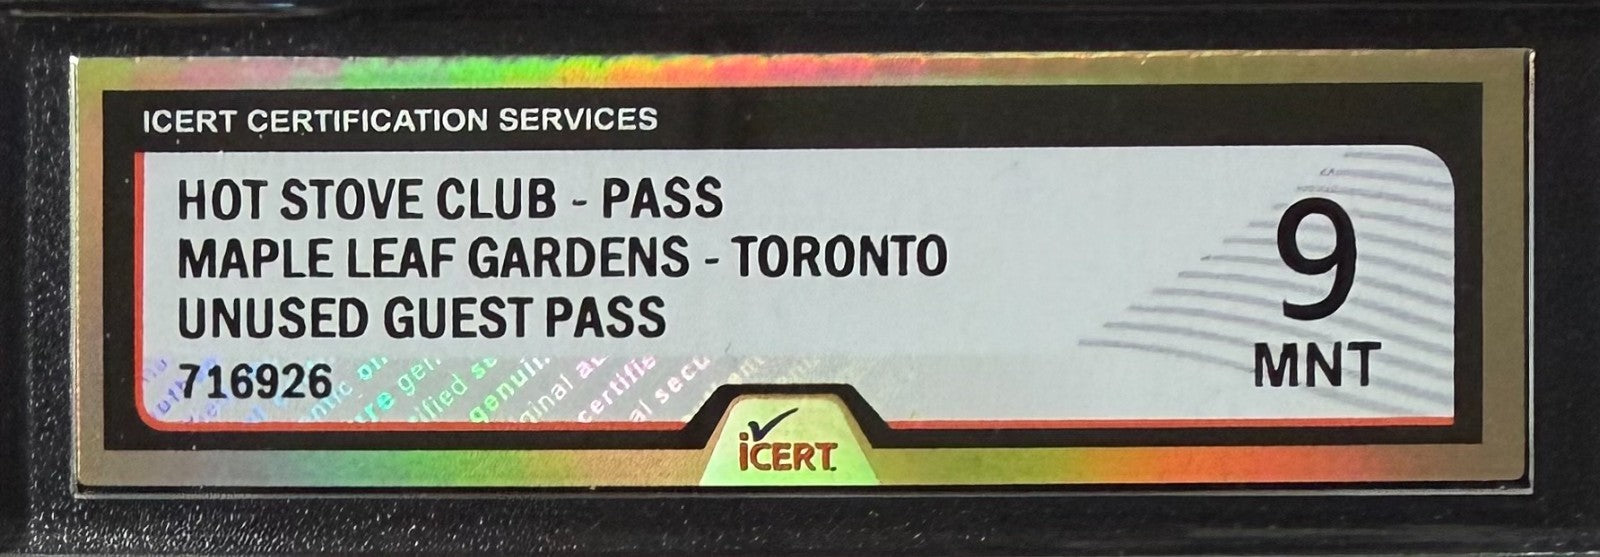 ICERT CERTIFICATION SERVICES
HOT STOVE CLUB - PASS
MAPLE LEAF GARDENS - TORONTO
UNUSED GUEST PASS
716926
9
MNT
iCERT.